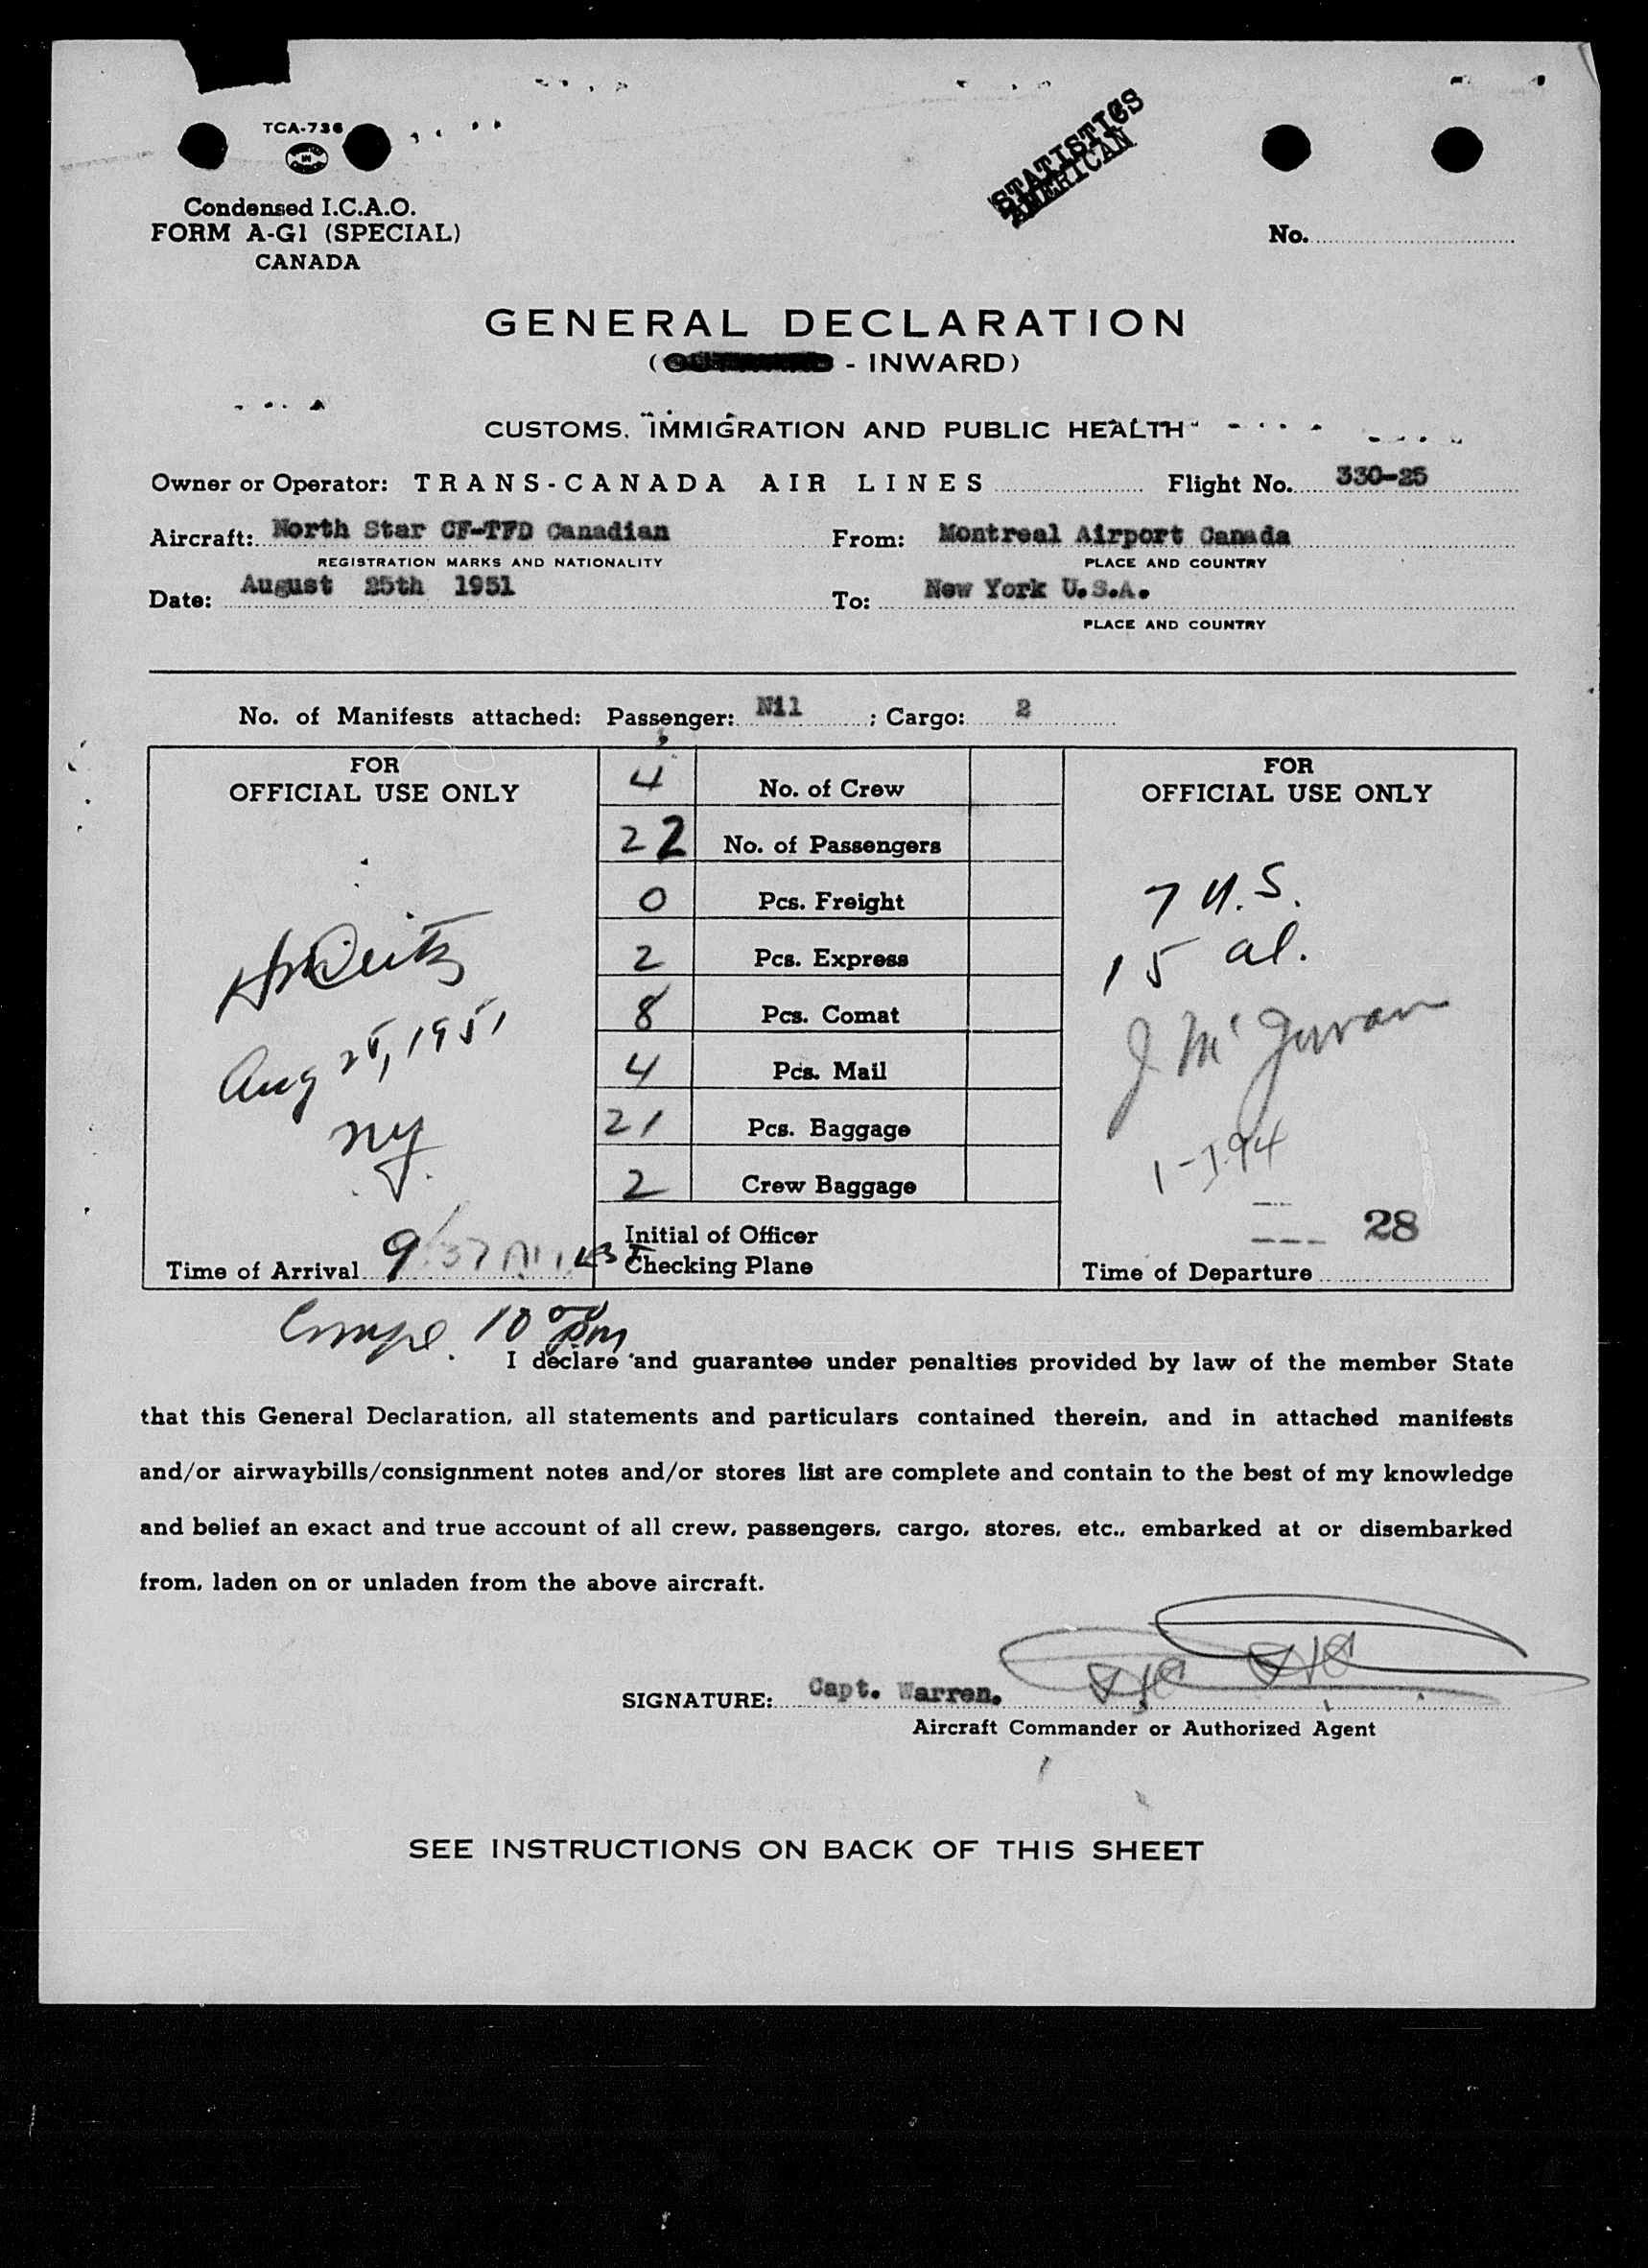 TCA-736
Condensed I.C.A.O.
FORM A-G1 (SPECIAL)
CANADA
STATISTICS
AMERICAN
No.
GENERAL DECLARATION
( - INWARD)
CUSTOMS, IMMIGRATION AND PUBLIC HEALTH
Owner or Operator: TRANS-CANADA AIR LINES Flight No. 330-25
Aircraft: North Star CF-TFD Canadian From: Montreal Airport Canada
REGISTRATION MARKS AND NATIONALITY PLACE AND COUNTRY
Date: August 25th 1951 To: New York U.S.A.
PLACE AND COUNTRY
No. of Manifests attached: Passenger: Nil ; Cargo: 2
FOR
OFFICIAL USE ONLY
Aug 25, 1951
NY
Time of Arrival 9:37
4 No. of Crew
22 No. of Passengers
0 Pcs. Freight
2 Pcs. Express
8 Pcs. Comat
4 Pcs. Mail
21 Pcs. Baggage
2 Crew Baggage
Initial of Officer
Checking Plane
FOR
OFFICIAL USE ONLY
7 U.S.
15 al.
28
Time of Departure
10 00 pm
I declare and guarantee under penalties provided by law of the member State
that this General Declaration, all statements and particulars contained therein, and in attached manifests
and/or airwaybills/consignment notes and/or stores list are complete and contain to the best of my knowledge
and belief an exact and true account of all crew, passengers, cargo, stores, etc., embarked at or disembarked
from, laden on or unladen from the above aircraft.
SIGNATURE: Capt. Warren.
Aircraft Commander or Authorized Agent
SEE INSTRUCTIONS ON BACK OF THIS SHEET